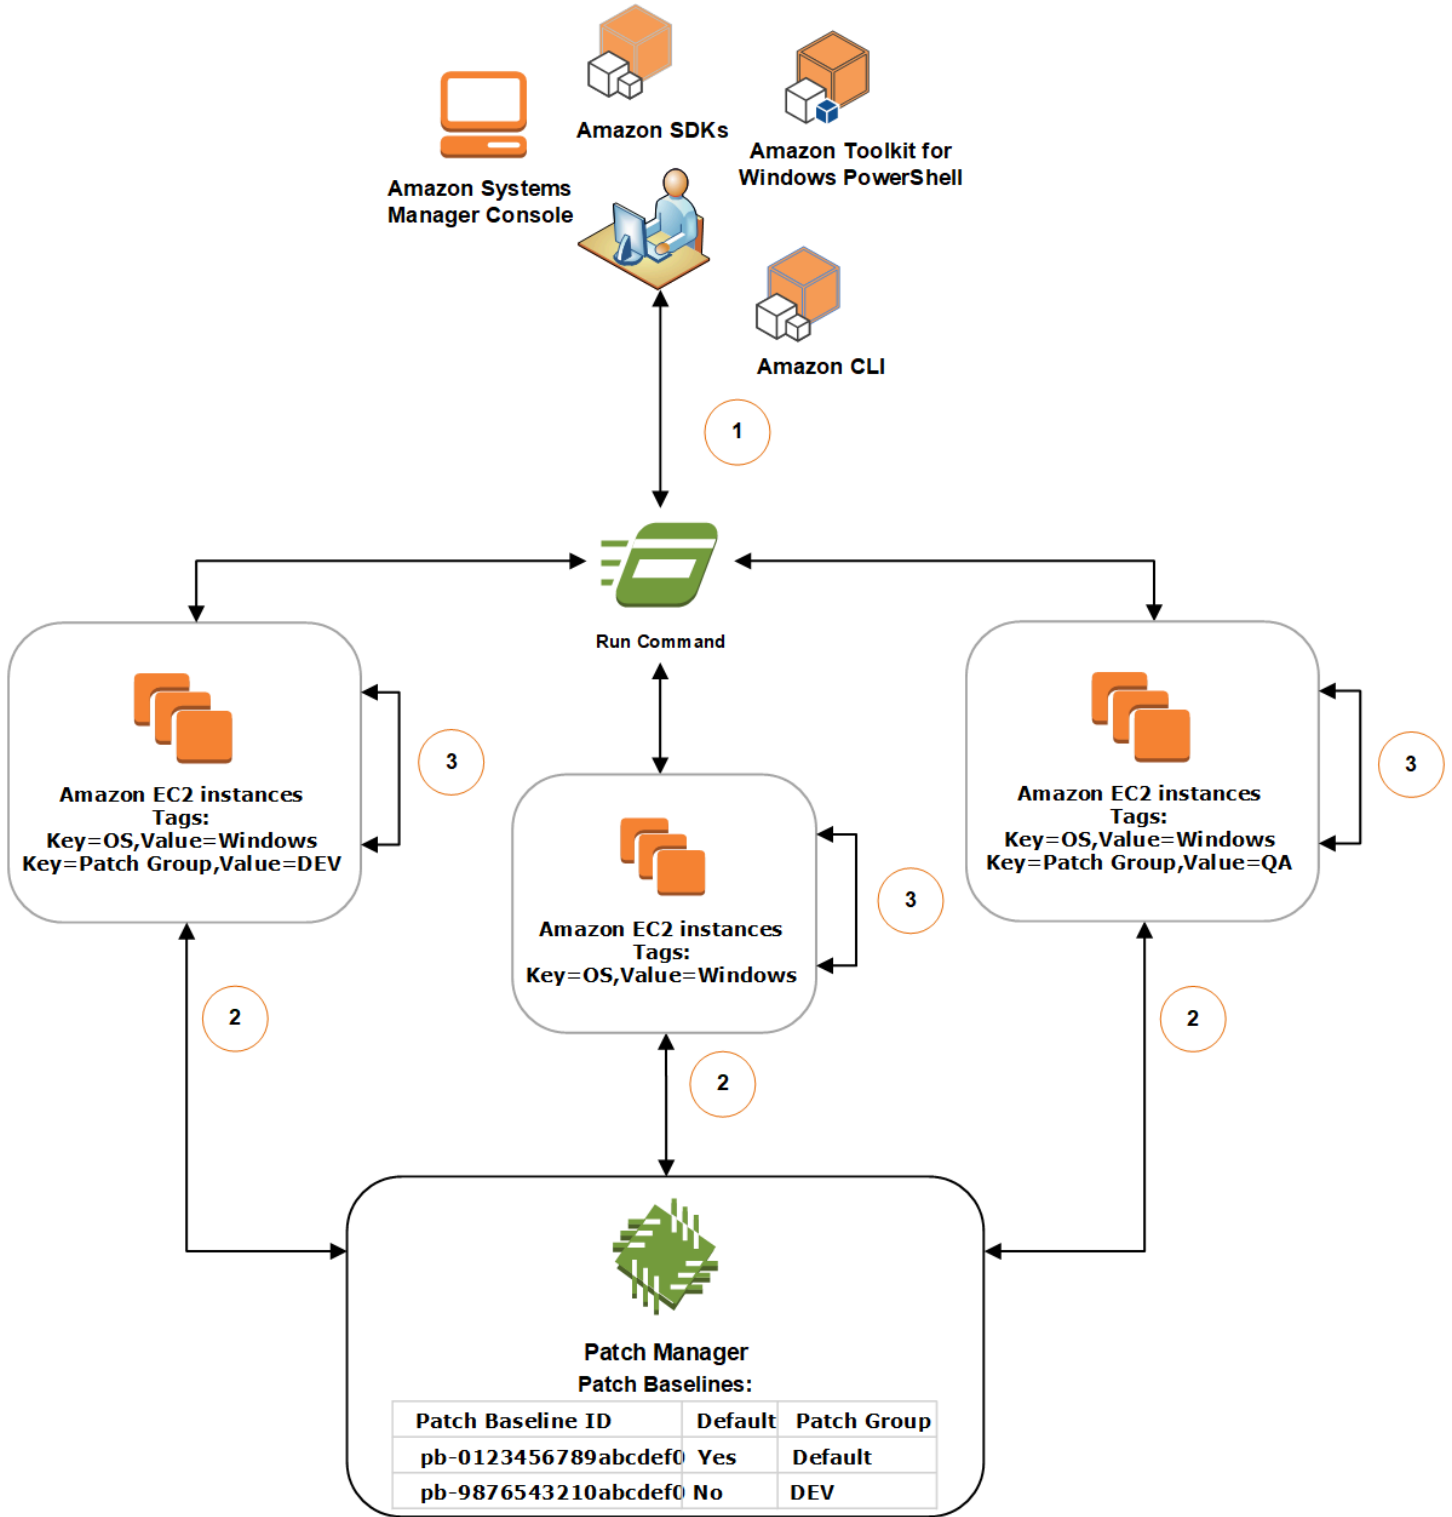 Amazon SDKs
Amazon Toolkit for
Windows PowerShell
Amazon Systems
Manager Console
Amazon CLI
1
Run Command
Amazon EC2 instances
Tags:
Key=OS,Value=Windows
Key=Patch Group,Value=DEV
3
Amazon EC2 instances
Tags:
Key=OS,Value=Windows
3
Amazon EC2 instances
Tags:
Key=OS,Value=Windows
Key=Patch Group,Value=QA
3
2
2
2
Patch Manager
Patch Baselines:
Patch Baseline ID Default Patch Group
pb-0123456789abcdef0 Yes Default
pb-9876543210abcdef0 No DEV